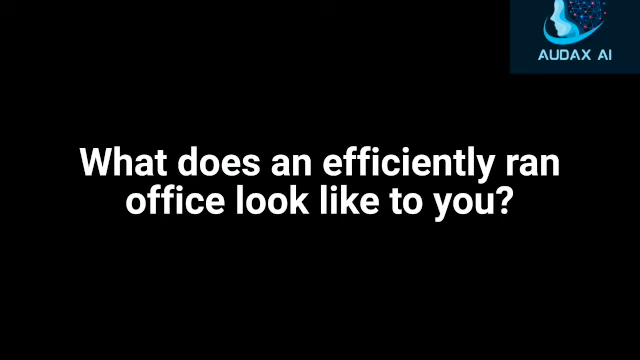 AUDAX AI
What does an efficiently ran
office look like to you?